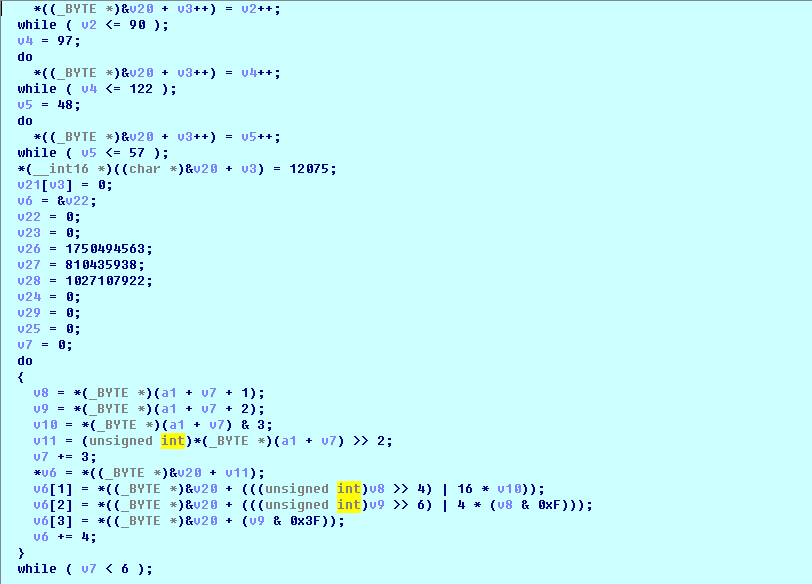 *((_BYTE *)&v20 + v3++) = v2++;
while ( v2 <= 90 );
v4 = 97;
do
*((_BYTE *)&v20 + v3++) = v4++;
while ( v4 <= 122 );
v5 = 48;
do
*((_BYTE *)&v20 + v3++) = v5++;
while ( v5 <= 57 );
*(__int16 *)((char *)&v20 + v3) = 12075;
v21[v3] = 0;
v6 = &v22;
v22 = 0;
v23 = 0;
v26 = 1750494563;
v27 = 810435938;
v28 = 1027107922;
v24 = 0;
v29 = 0;
v25 = 0;
v7 = 0;
do
{
v8 = *(_BYTE *)(a1 + v7 + 1);
v9 = *(_BYTE *)(a1 + v7 + 2);
v10 = *(_BYTE *)(a1 + v7) & 3;
v11 = (unsigned int)*(_BYTE *)(a1 + v7) >> 2;
v7 += 3;
*v6 = *((_BYTE *)&v20 + v11);
v6[1] = *((_BYTE *)&v20 + (((unsigned int)v8 >> 4) | 16 * v10));
v6[2] = *((_BYTE *)&v20 + (((unsigned int)v9 >> 6) | 4 * (v8 & 0xF)));
v6[3] = *((_BYTE *)&v20 + (v9 & 0x3F));
v6 += 4;
}
while ( v7 < 6 );